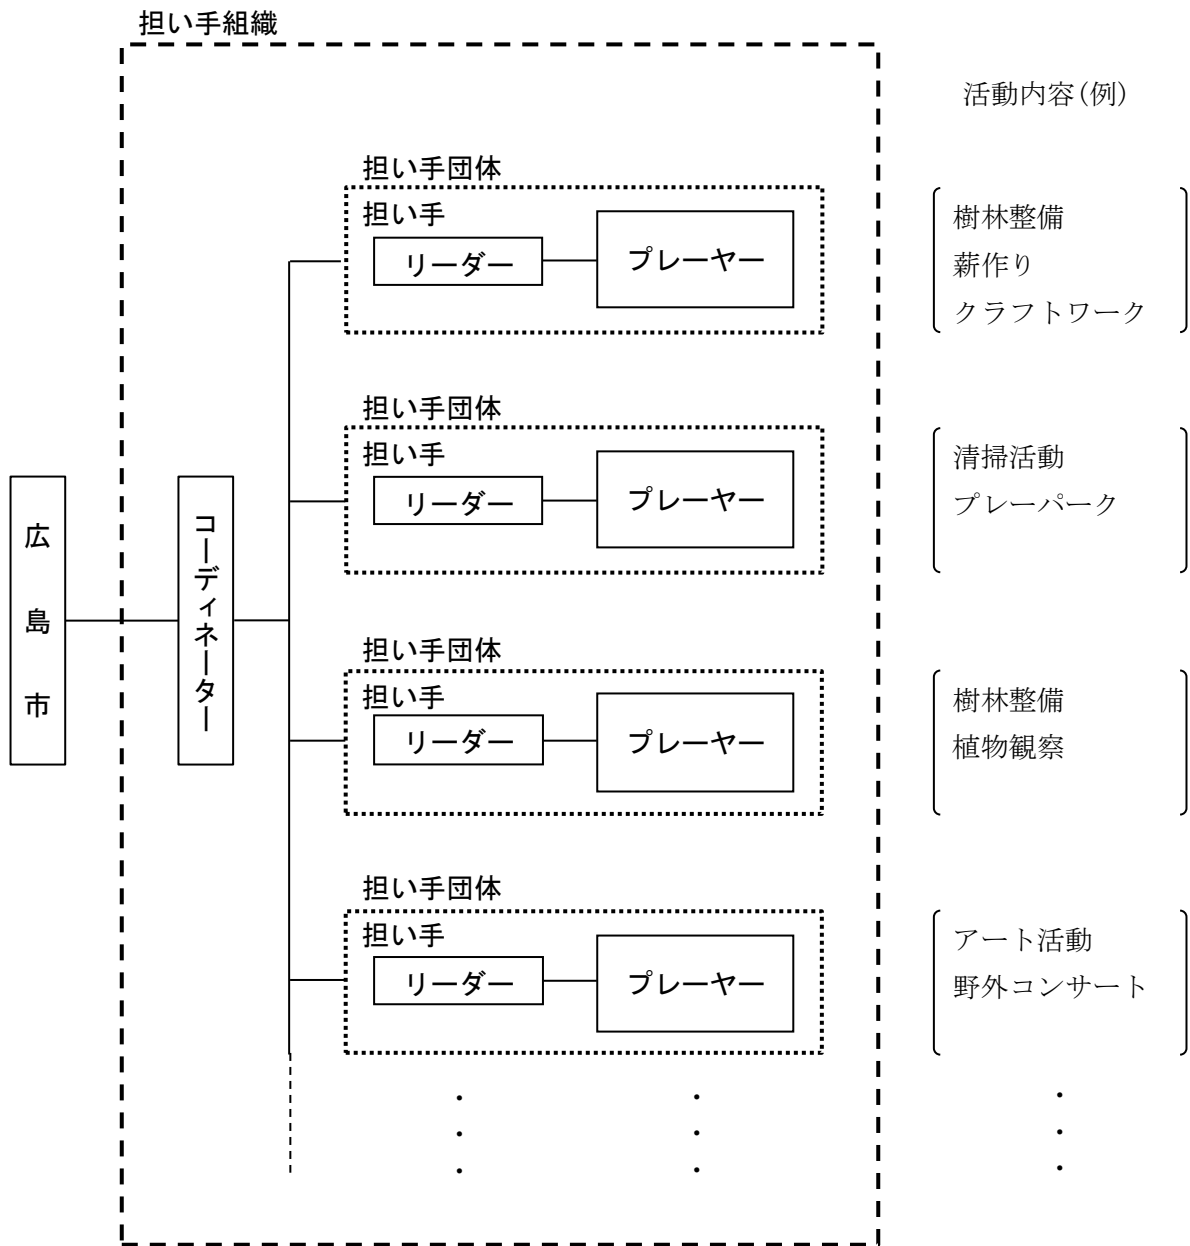 担い手組織
活動内容(例)
担い手団体
担い手
リーダー
プレーヤー
樹林整備
薪作り
クラフトワーク
担い手団体
担い手
リーダー
プレーヤー
清掃活動
プレーパーク
広島市
コーディネーター
担い手団体
担い手
リーダー
プレーヤー
樹林整備
植物観察
担い手団体
担い手
リーダー
プレーヤー
アート活動
野外コンサート